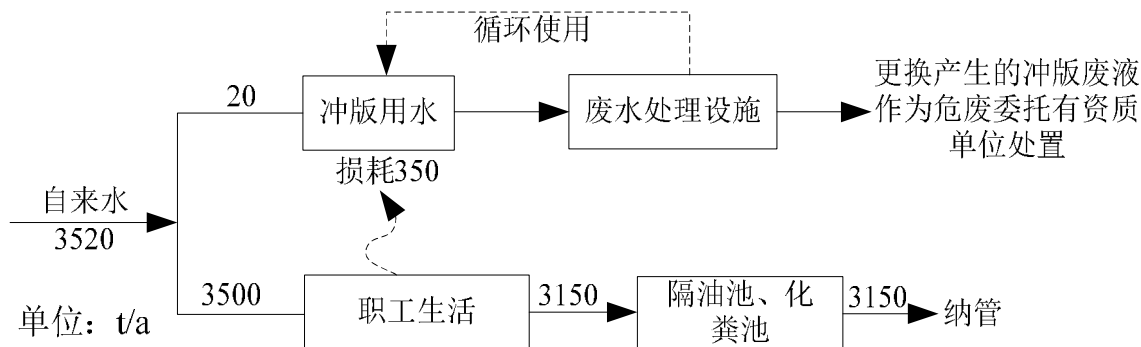 循环使用
20
冲版用水
废水处理设施
更换产生的冲版废液
作为危废委托有资质
单位处置
损耗350
自来水
3520
3500
职工生活
3150
隔油池、化
粪池
3150
纳管
单位：t/a